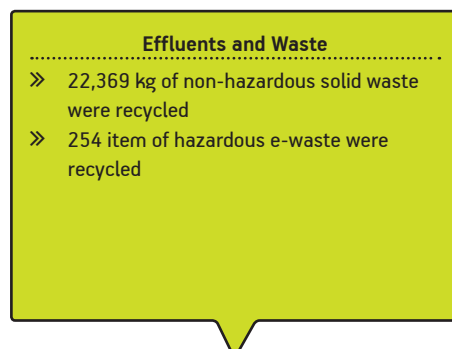 Effluents and Waste
» 22,369 kg of non-hazardous solid waste
were recycled
» 254 item of hazardous e-waste were
recycled